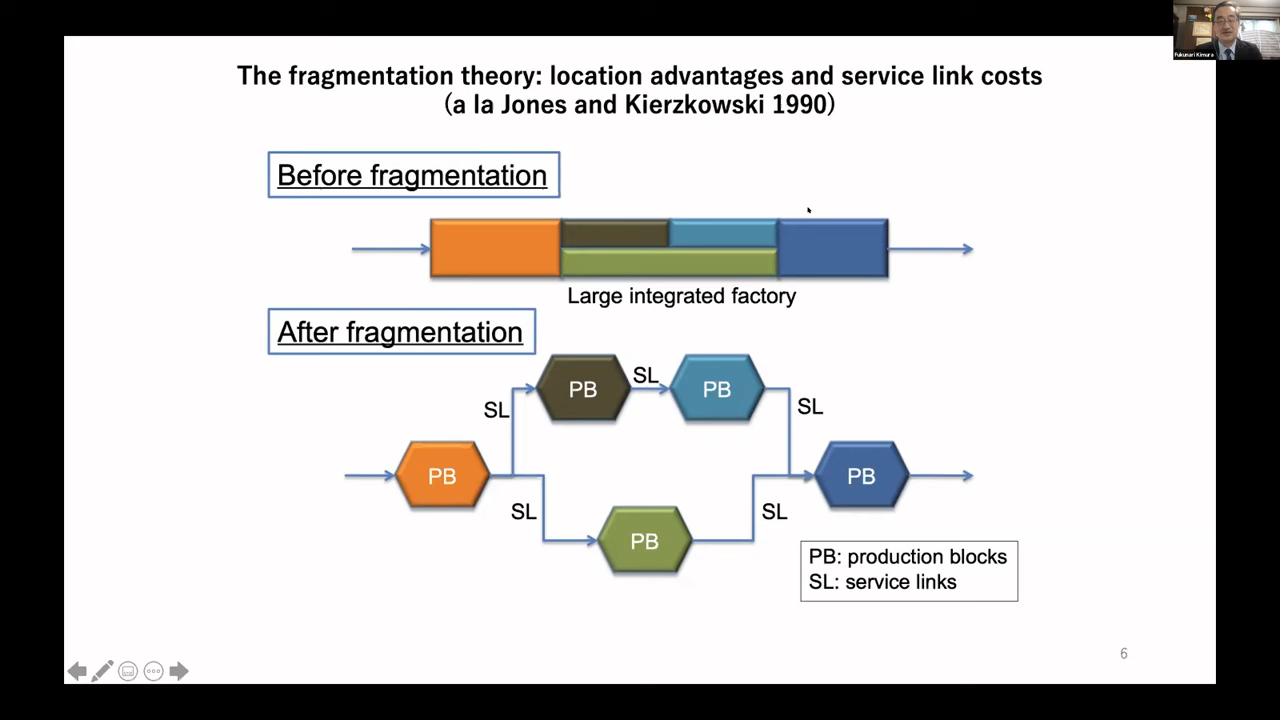 Fukunari Kimura
The fragmentation theory: location advantages and service link costs
(a la Jones and Kierzkowski 1990)
Before fragmentation
Large integrated factory
After fragmentation
PB
SL
PB
SL
SL
PB
PB
SL
SL
PB
PB: production blocks
SL: service links
6